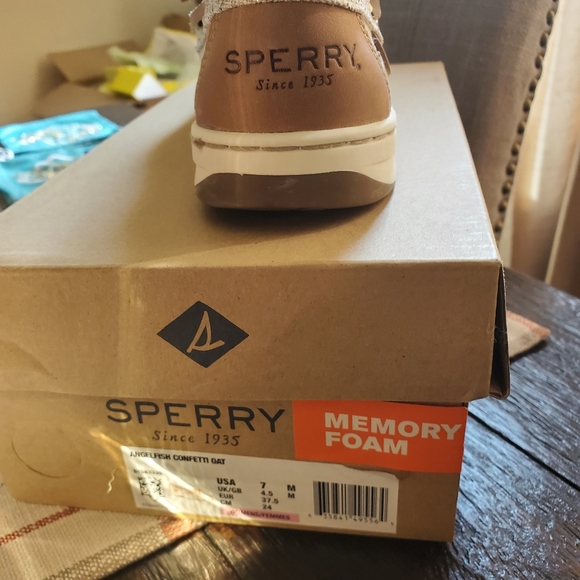 SPERRY
Since 1935
SPERRY
Since 1935
MEMORY
FOAM
ANGELFISH CONFETTI OAT
USA 7 M
UK/GB 4.5 M
EUR 37.5
CM 24